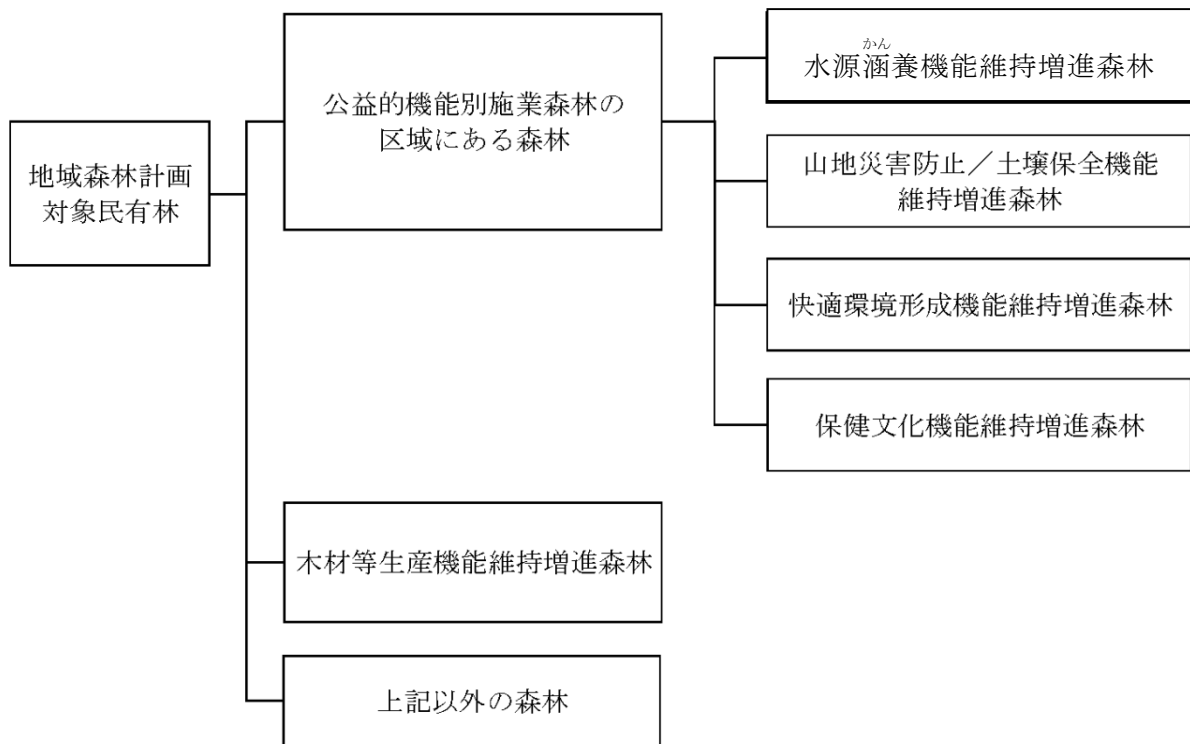 地域森林計画
対象民有林
公益的機能別施業森林の
区域にある森林
かん
水源涵養機能維持増進森林
山地災害防止／土壌保全機能
維持増進森林
快適環境形成機能維持増進森林
保健文化機能維持増進森林
木材等生産機能維持増進森林
上記以外の森林